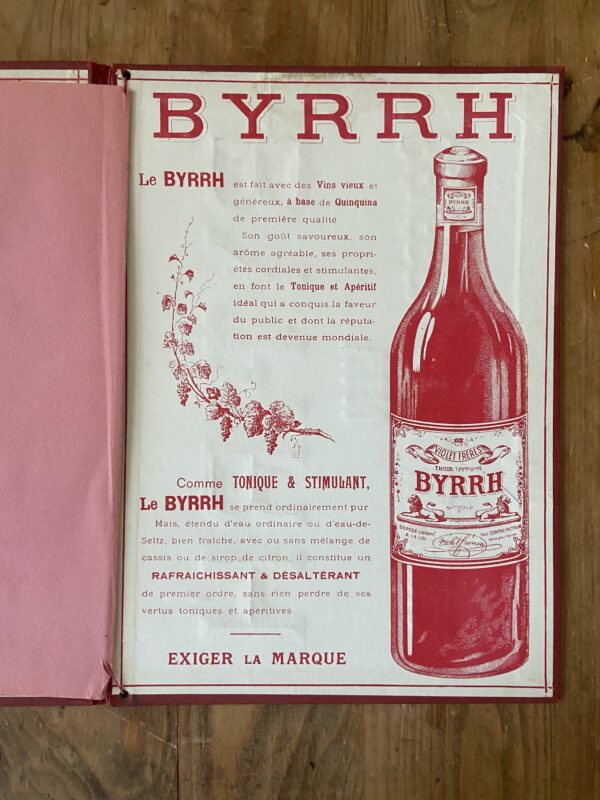 BYRRH
Le BYRRH est fait avec des Vins vieux et
généreux, à base de Quinquina
de première qualité
Son goût savoureux, son
arôme agréable, ses propri-
étés cordiales et stimulantes,
en font le Tonique et Apéritif
idéal qui a conquis la faveur
du public et dont la réputa-
tion est devenue mondiale.
Comme TONIQUE & STIMULANT,
Le BYRRH se prend ordinairement pur
Mais, étendu d'eau ordinaire ou d'eau-de-
Seltz, bien fraîche, avec ou sans mélange de
cassis ou de sirop de citron, il constitue un
RAFRAICHISSANT & DÉSALTÉRANT
de premier ordre, sans rien perdre de ses
vertus toniques et apéritives
EXIGER LA MARQUE
BYRRH
VIOLET FRÈRES
THUIR
BYRRH
DÉPOSÉ
A LA LOI
tout CONTREFACTEUR